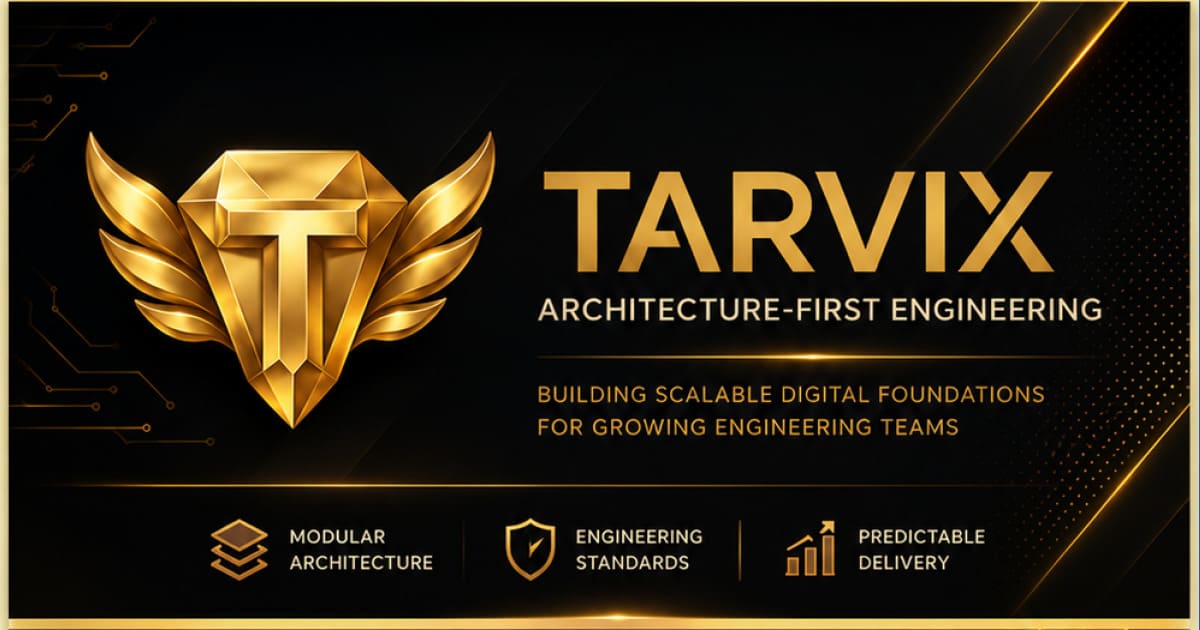 T
TARVIX
ARCHITECTURE-FIRST ENGINEERING
BUILDING SCALABLE DIGITAL FOUNDATIONS
FOR GROWING ENGINEERING TEAMS
MODULAR
ARCHITECTURE
ENGINEERING
STANDARDS
PREDICTABLE
DELIVERY